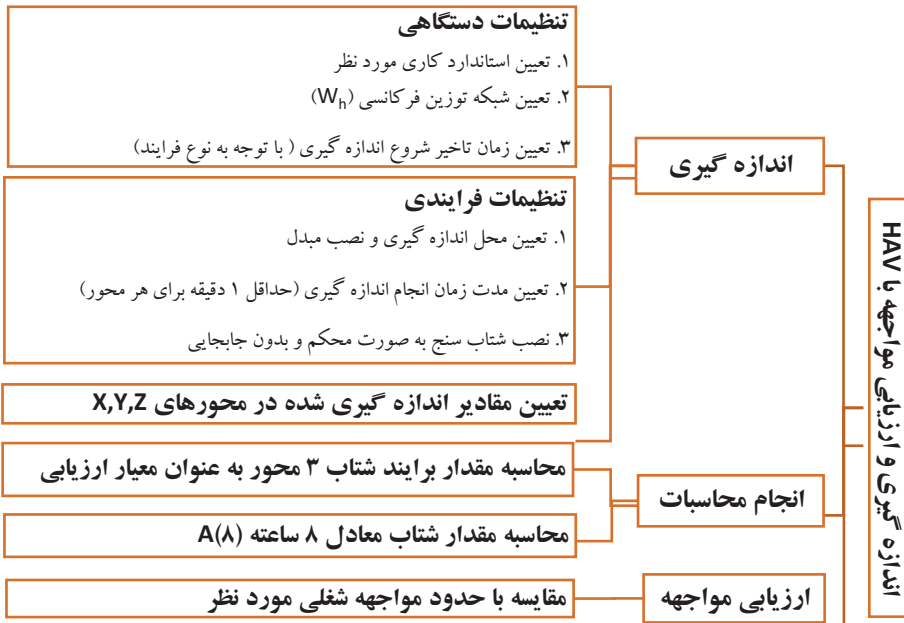 اندازه گیری و ارزیابی مواجهه با HAV
اندازه گیری
تنظیمات دستگاهی
۱. تعیین استاندارد کاری مورد نظر
۲. تعیین شبکه توزین فرکانسی (Wh)
۳. تعیین زمان تاخیر شروع اندازه گیری ( با توجه به نوع فرایند)
تنظیمات فرایندی
۱. تعیین محل اندازه گیری و نصب مبدل
۲. تعیین مدت زمان انجام اندازه گیری (حداقل ۱ دقیقه برای هر محور)
۳. نصب شتاب سنج به صورت محکم و بدون جابجایی
تعیین مقادیر اندازه گیری شده در محورهای X,Y,Z
انجام محاسبات
محاسبه مقدار برایند شتاب ۳ محور به عنوان معیار ارزیابی
محاسبه مقدار شتاب معادل ۸ ساعته A(۸)
ارزیابی مواجهه
مقایسه با حدود مواجهه شغلی مورد نظر